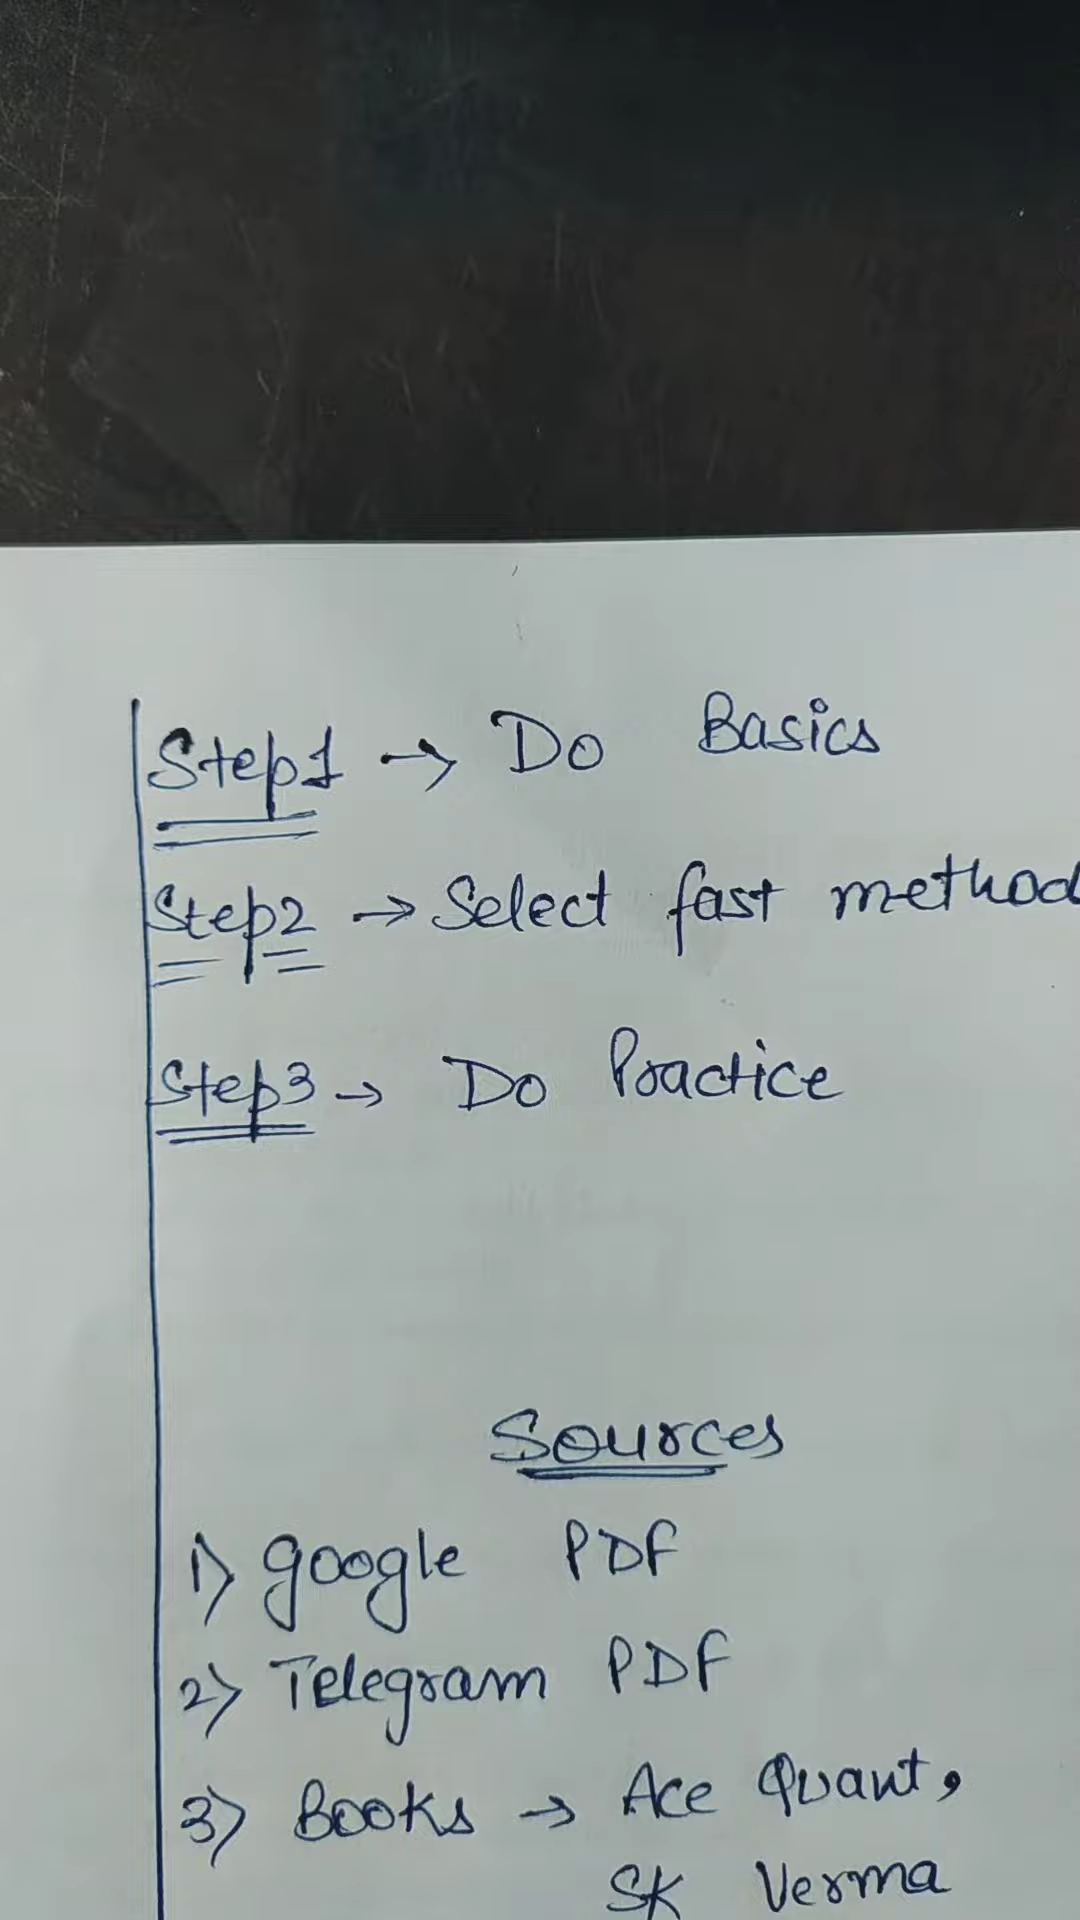 Step1 → Do Basics
Step2 → Select fast method
Step3 → Do Practice
Sources
1) Google PDF
2) Telegram PDF
3) Books → Ace Quant,
SK Verma